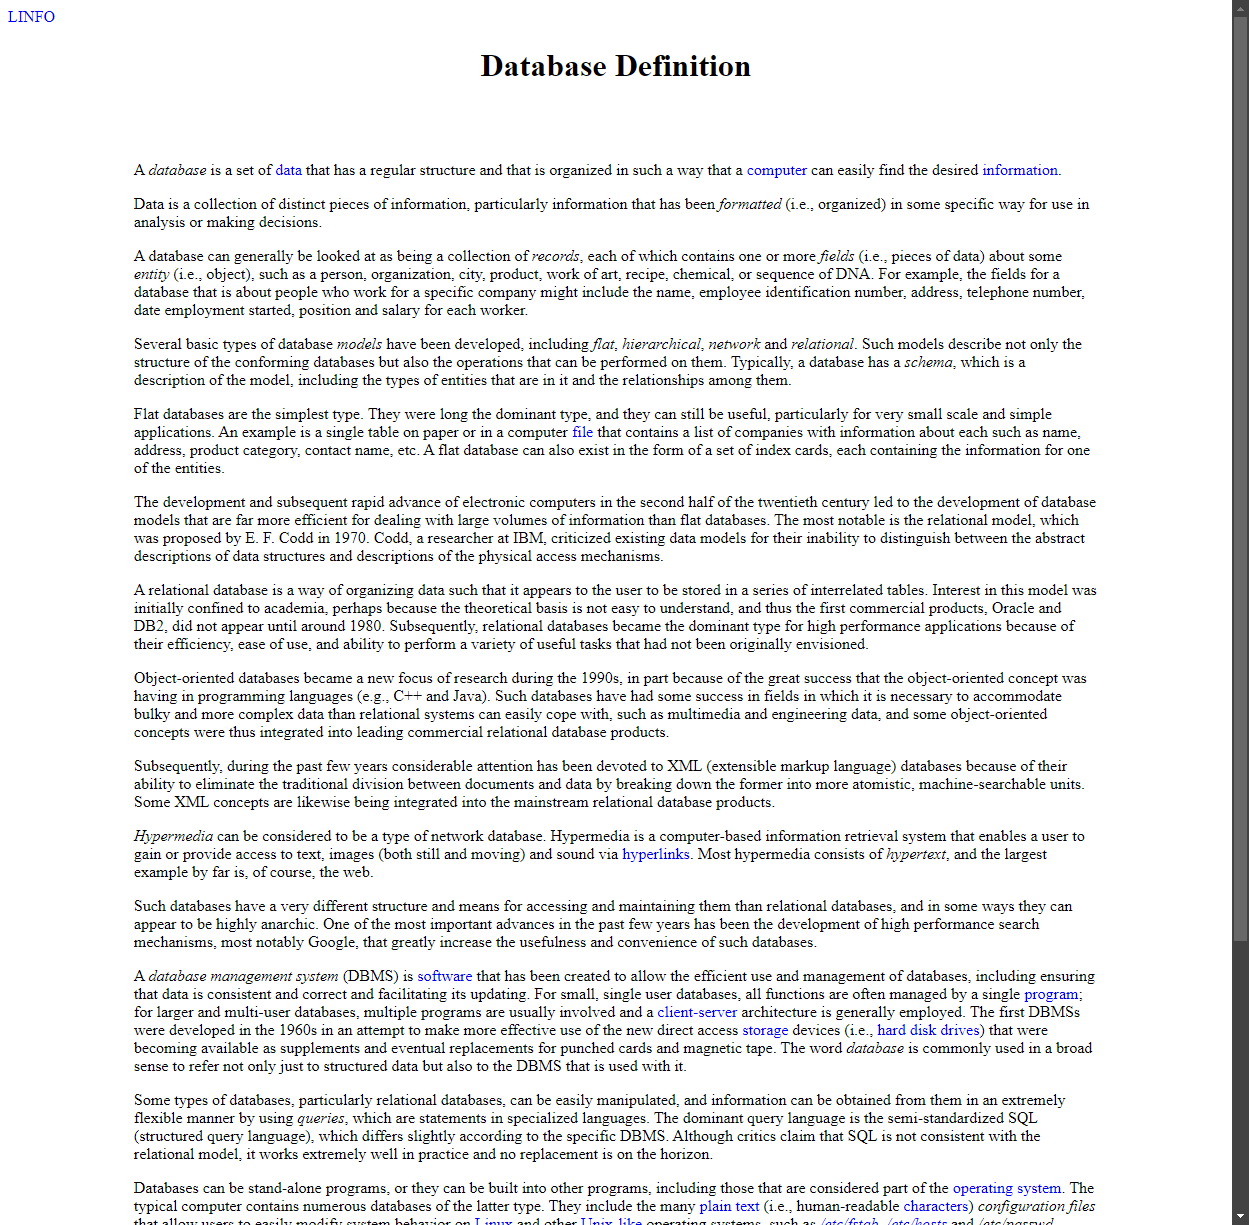 LINFO
Database Definition
A database is a set of data that has a regular structure and that is organized in such a way that a computer can easily find the desired information.
Data is a collection of distinct pieces of information, particularly information that has been formatted (i.e., organized) in some specific way for use in
analysis or making decisions.
A database can generally be looked at as being a collection of records, each of which contains one or more fields (i.e., pieces of data) about some
entity (i.e., object), such as a person, organization, city, product, work of art, recipe, chemical, or sequence of DNA. For example, the fields for a
database that is about people who work for a specific company might include the name, employee identification number, address, telephone number,
date employment started, position and salary for each worker.
Several basic types of database models have been developed, including flat, hierarchical, network and relational. Such models describe not only the
structure of the conforming databases but also the operations that can be performed on them. Typically, a database has a schema, which is a
description of the model, including the types of entities that are in it and the relationships among them.
Flat databases are the simplest type. They were long the dominant type, and they can still be useful, particularly for very small scale and simple
applications. An example is a single table on paper or in a computer file that contains a list of companies with information about each such as name,
address, product category, contact name, etc. A flat database can also exist in the form of a set of index cards, each containing the information for one
of the entities.
The development and subsequent rapid advance of electronic computers in the second half of the twentieth century led to the development of database
models that are far more efficient for dealing with large volumes of information than flat databases. The most notable is the relational model, which
was proposed by E. F. Codd in 1970. Codd, a researcher at IBM, criticized existing data models for their inability to distinguish between the abstract
descriptions of data structures and descriptions of the physical access mechanisms.
A relational database is a way of organizing data such that it appears to the user to be stored in a series of interrelated tables. Interest in this model was
initially confined to academia, perhaps because the theoretical basis is not easy to understand, and thus the first commercial products, Oracle and
DB2, did not appear until around 1980. Subsequently, relational databases became the dominant type for high performance applications because of
their efficiency, ease of use, and ability to perform a variety of useful tasks that had not been originally envisioned.
Object-oriented databases became a new focus of research during the 1990s, in part because of the great success that the object-oriented concept was
having in programming languages (e.g., C++ and Java). Such databases have had some success in fields in which it is necessary to accommodate
bulky and more complex data than relational systems can easily cope with, such as multimedia and engineering data, and some object-oriented
concepts were thus integrated into leading commercial relational database products.
Subsequently, during the past few years considerable attention has been devoted to XML (extensible markup language) databases because of their
ability to eliminate the traditional division between documents and data by breaking down the former into more atomistic, machine-searchable units.
Some XML concepts are likewise being integrated into the mainstream relational database products.
Hypermedia can be considered to be a type of network database. Hypermedia is a computer-based information retrieval system that enables a user to
gain or provide access to text, images (both still and moving) and sound via hyperlinks. Most hypermedia consists of hypertext, and the largest
example by far is, of course, the web.
Such databases have a very different structure and means for accessing and maintaining them than relational databases, and in some ways they can
appear to be highly anarchic. One of the most important advances in the past few years has been the development of high performance search
mechanisms, most notably Google, that greatly increase the usefulness and convenience of such databases.
A database management system (DBMS) is software that has been created to allow the efficient use and management of databases, including ensuring
that data is consistent and correct and facilitating its updating. For small, single user databases, all functions are often managed by a single program;
for larger and multi-user databases, multiple programs are usually involved and a client-server architecture is generally employed. The first DBMSs
were developed in the 1960s in an attempt to make more effective use of the new direct access storage devices (i.e., hard disk drives) that were
becoming available as supplements and eventual replacements for punched cards and magnetic tape. The word database is commonly used in a broad
sense to refer not only just to structured data but also to the DBMS that is used with it.
Some types of databases, particularly relational databases, can be easily manipulated, and information can be obtained from them in an extremely
flexible manner by using queries, which are statements in specialized languages. The dominant query language is the semi-standardized SQL
(structured query language), which differs slightly according to the specific DBMS. Although critics claim that SQL is not consistent with the
relational model, it works extremely well in practice and no replacement is on the horizon.
Databases can be stand-alone programs, or they can be built into other programs, including those that are considered part of the operating system. The
typical computer contains numerous databases of the latter type. They include the many plain text (i.e., human-readable characters) configuration files
that allow users to easily modify system behavior on Linux and other Unix-like operating systems, such as /etc/fstab, /etc/hosts and /etc/passwd.